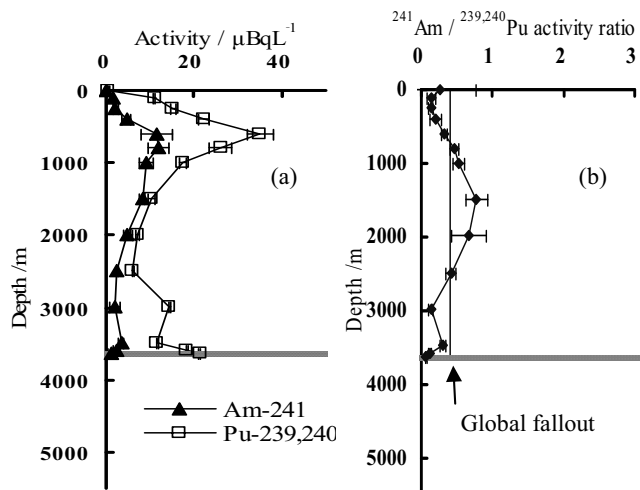 Activity / μBqL⁻¹
0 20 40
0
1000
2000
3000
4000
5000
Depth /m
(a)
Am-241
Pu-239,240
²⁴¹Am / ²³⁹,²⁴⁰Pu activity ratio
0 1 2 3
0
1000
2000
3000
4000
5000
Depth /m
(b)
Global fallout